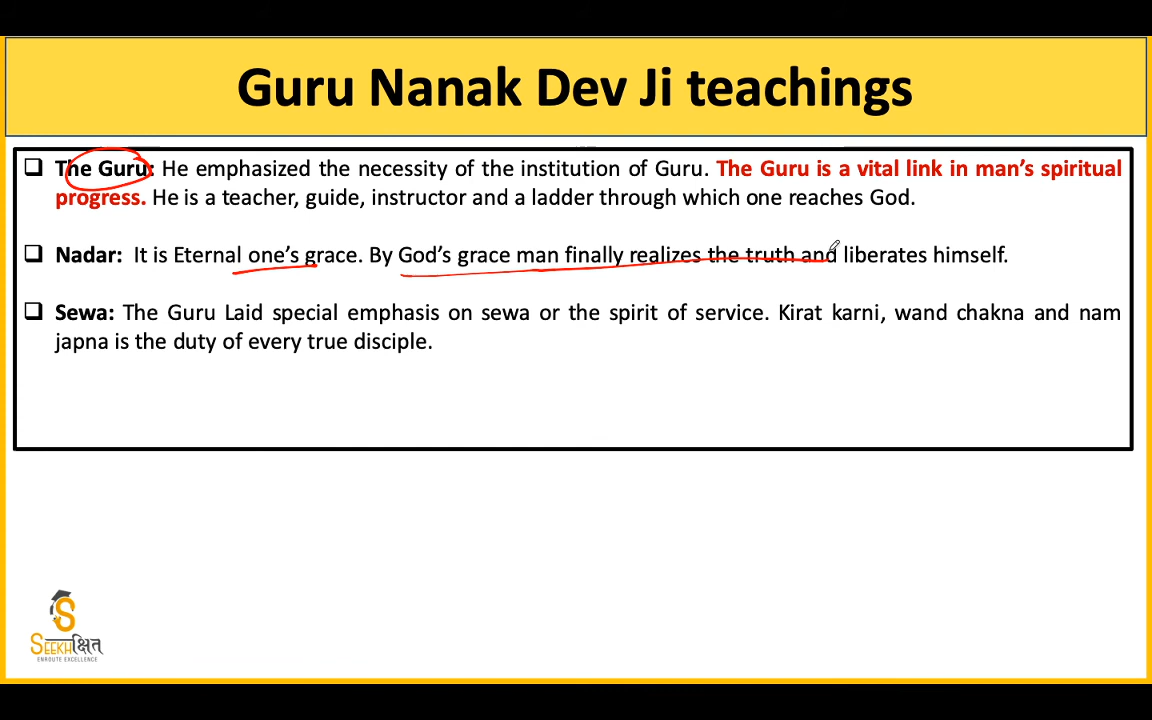 Guru Nanak Dev Ji teachings
The Guru: He emphasized the necessity of the institution of Guru. The Guru is a vital link in man’s spiritual
progress. He is a teacher, guide, instructor and a ladder through which one reaches God.
Nadar: It is Eternal one’s grace. By God’s grace man finally realizes the truth and liberates himself.
Sewa: The Guru Laid special emphasis on sewa or the spirit of service. Kirat karni, wand chakna and nam
japna is the duty of every true disciple.
S
SEEKHक्षित
ENROUTE EXCELLENCE